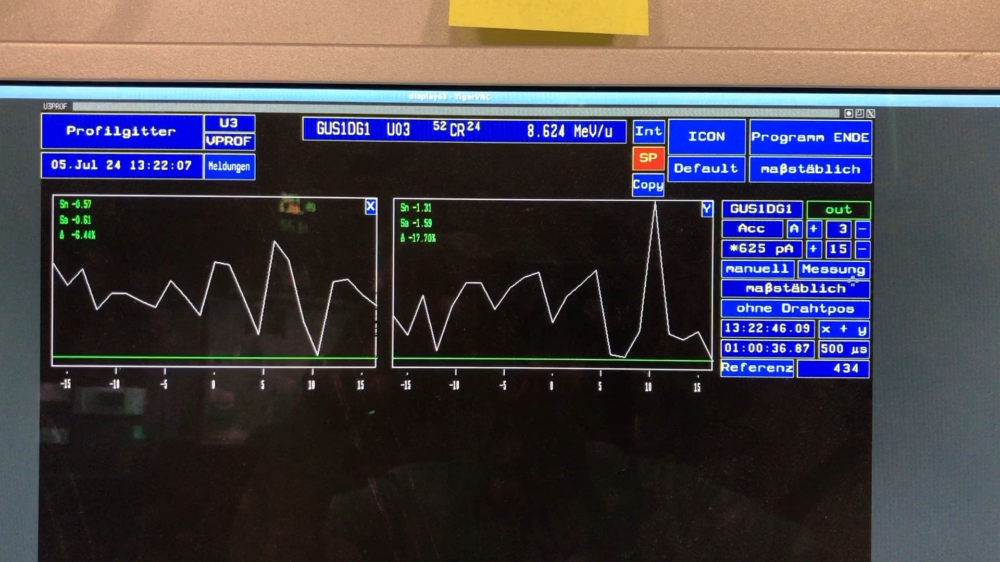 display63 - TigerVNC
U3PROF
Profilgitter
U3
VPROF
GUS1DG1 U03 52CR24 8.624 MeV/u
Int
ICON
Programm ENDE
05.Jul 24 13:22:07
Meldungen
SP
Default
maßstäblich
Copy
Sn -0.57
Sa -0.61
Δ -6.44%
X
-15 -10 -5 0 5 10 15
Sn -1.31
Sa -1.59
Δ -17.70%
Y
-15 -10 -5 0 5 10 15
GUS1DG1 out
Acc A + 3 -
*625 pA + 15 -
manuell Messung
maßstäblich
ohne Drahtpos
13:22:46.09 x + y
01:00:36.87 500 µs
Referenz 434